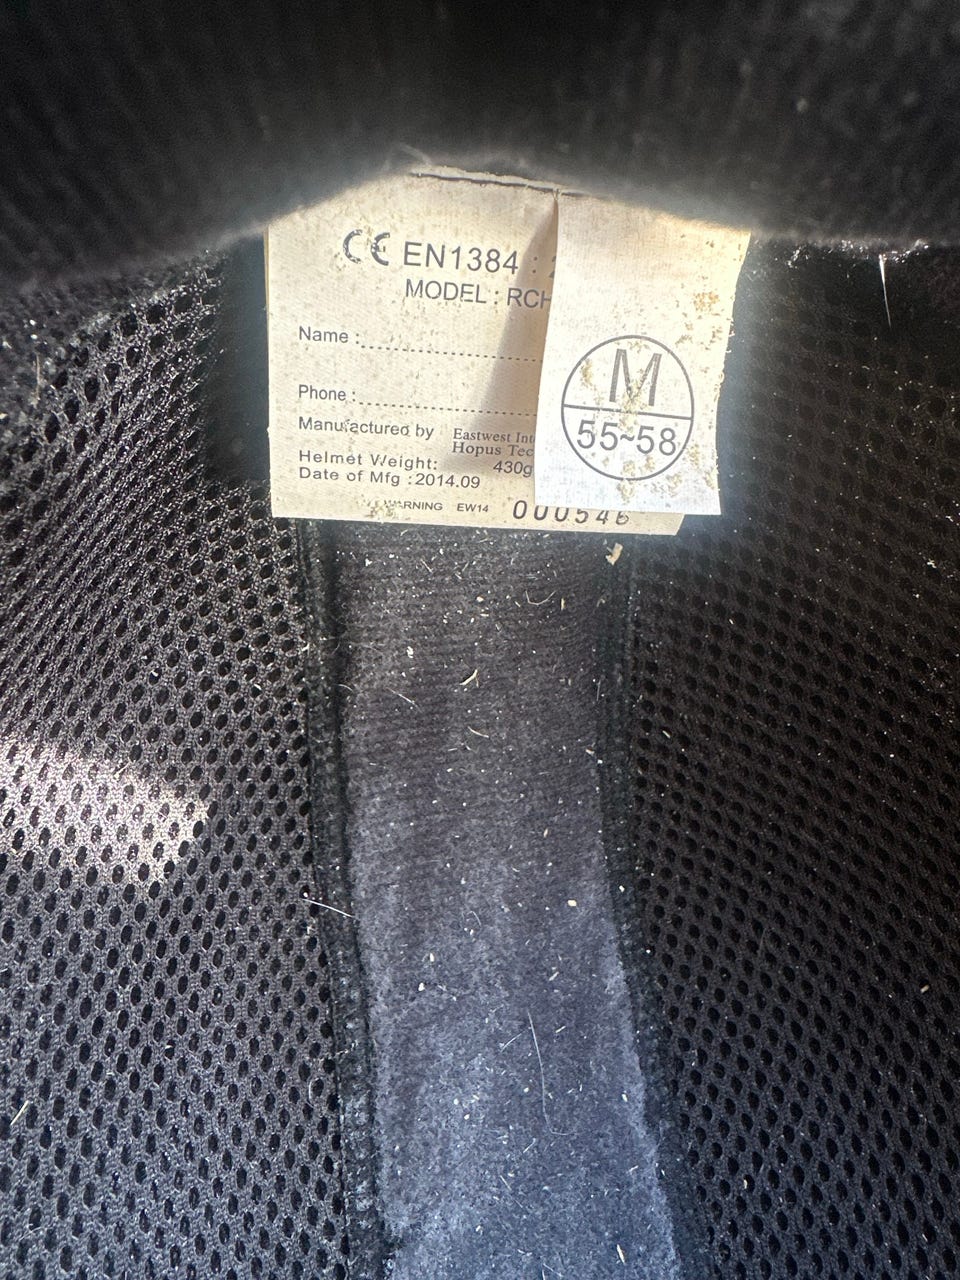 CE EN1384 :
MODEL : RCH
Name :
Phone :
Manufactured by Eastwest Int
Hopus Tec
Helmet Weight: 430g
Date of Mfg :2014.09
WARNING EW14 000546
M
55~58